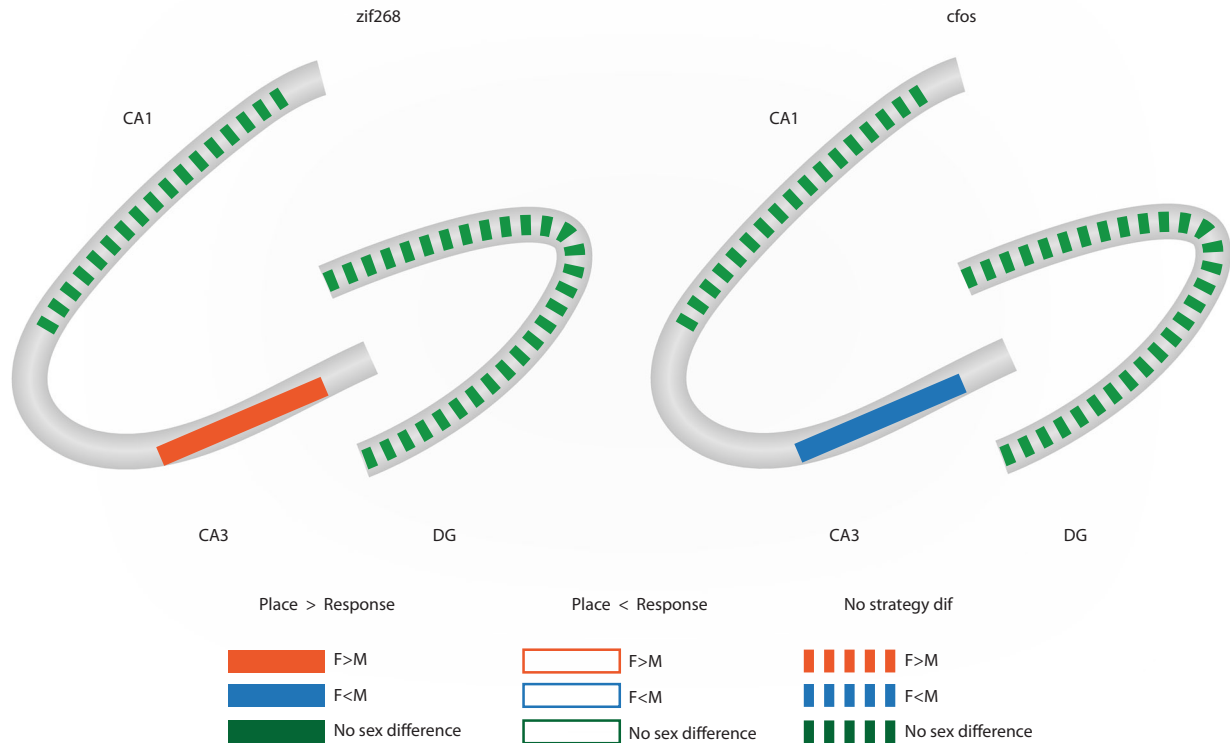 zif268 cfos
CA1 CA1
CA3 DG CA3 DG
Place > Response Place < Response No strategy dif
F>M F>M F>M
F<M F<M F<M
No sex difference No sex difference No sex difference